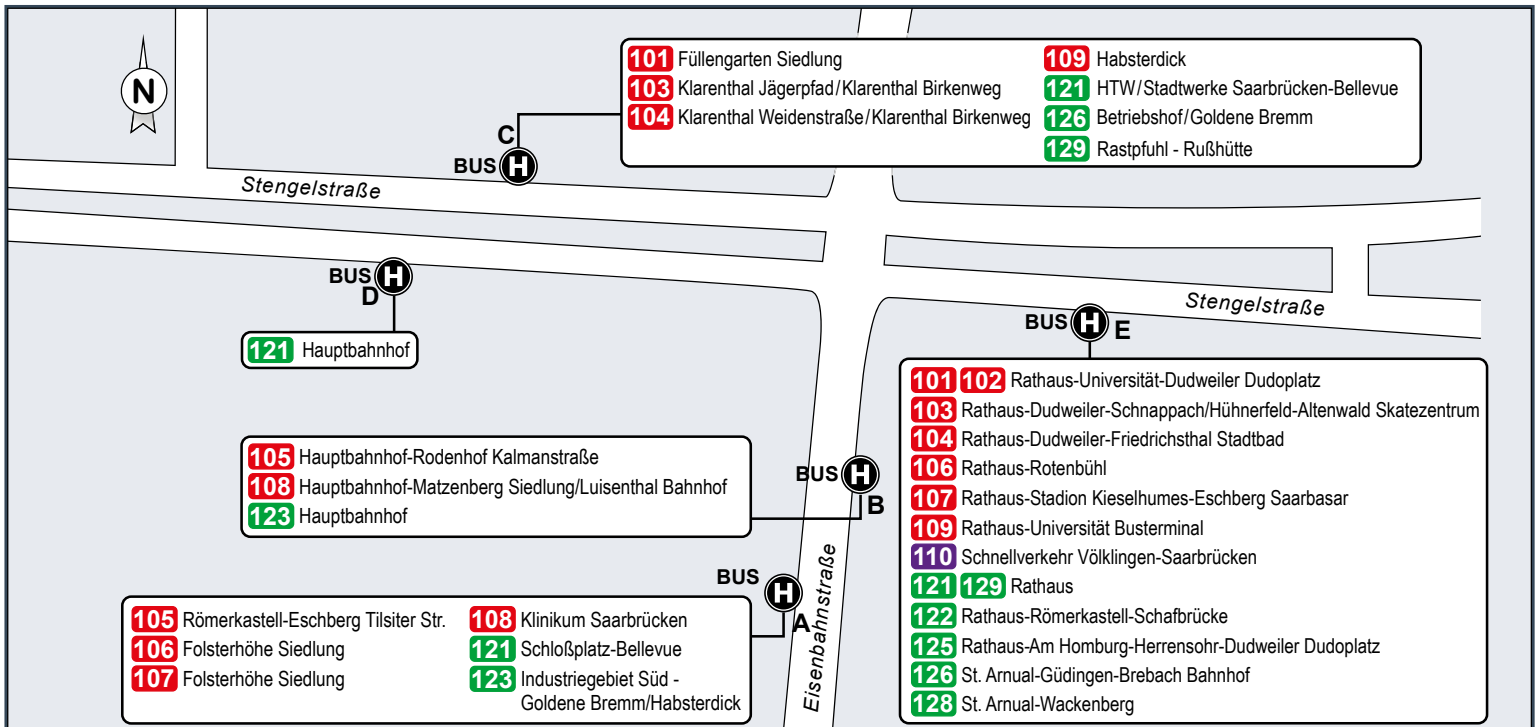 N
101 Füllengarten Siedlung
103 Klarenthal Jägerpfad/Klarenthal Birkenweg
104 Klarenthal Weidenstraße/Klarenthal Birkenweg
109 Habsterdick
121 HTW/Stadtwerke Saarbrücken-Bellevue
126 Betriebshof/Goldene Bremm
129 Rastpfuhl - Rußhütte
C
BUS H
Stengelstraße
BUS H
D
121 Hauptbahnhof
Stengelstraße
BUS H E
101 102 Rathaus-Universität-Dudweiler Dudoplatz
103 Rathaus-Dudweiler-Schnappach/Hühnerfeld-Altenwald Skatezentrum
104 Rathaus-Dudweiler-Friedrichsthal Stadtbad
106 Rathaus-Rotenbühl
107 Rathaus-Stadion Kieselhumes-Eschberg Saarbasar
109 Rathaus-Universität Busterminal
110 Schnellverkehr Völklingen-Saarbrücken
121 129 Rathaus
122 Rathaus-Römerkastell-Schafbrücke
125 Rathaus-Am Homburg-Herrensohr-Dudweiler Dudoplatz
126 St. Arnual-Güdingen-Brebach Bahnhof
128 St. Arnual-Wackenberg
105 Hauptbahnhof-Rodenhof Kalmanstraße
108 Hauptbahnhof-Matzenberg Siedlung/Luisenthal Bahnhof
123 Hauptbahnhof
BUS H
B
BUS H
A
Eisenbahnstraße
105 Römerkastell-Eschberg Tilsiter Str.
106 Folsterhöhe Siedlung
107 Folsterhöhe Siedlung
108 Klinikum Saarbrücken
121 Schloßplatz-Bellevue
123 Industriegebiet Süd -
Goldene Bremm/Habsterdick